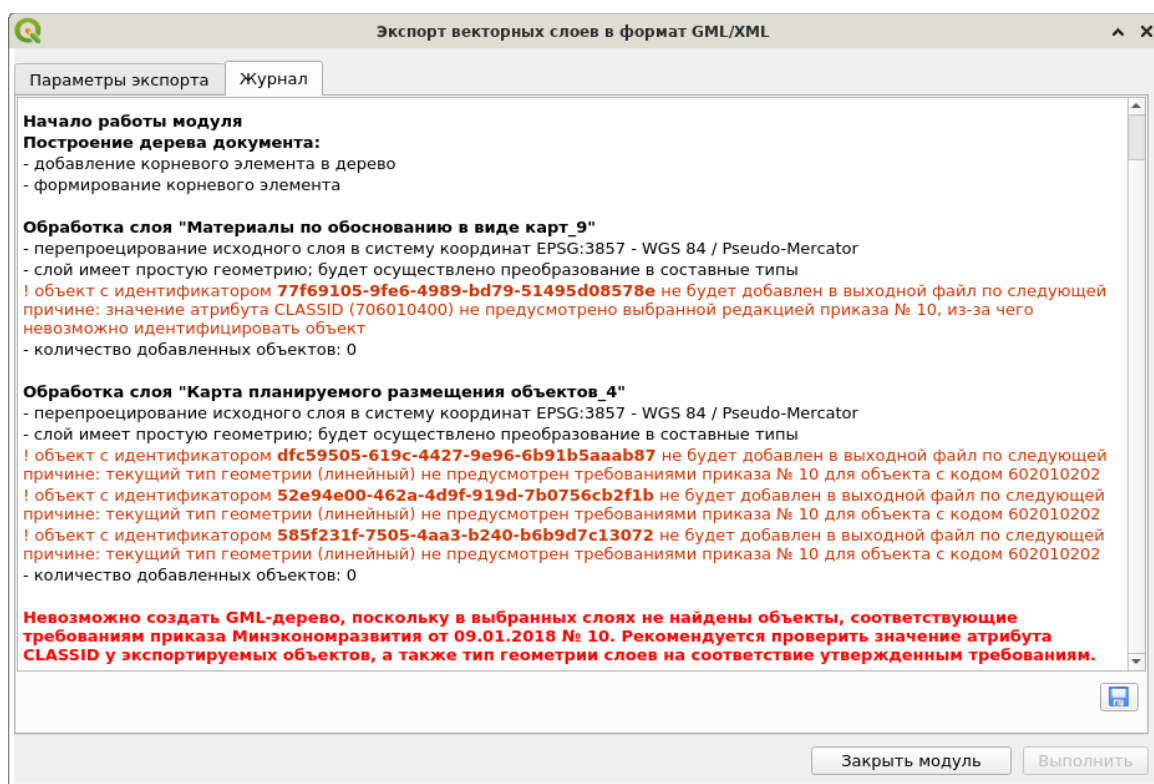 Экспорт векторных слоев в формат GML/XML
Параметры экспорта
Журнал
Начало работы модуля
Построение дерева документа:
- добавление корневого элемента в дерево
- формирование корневого элемента
Обработка слоя "Материалы по обоснованию в виде карт_9"
- перепроецирование исходного слоя в систему координат EPSG:3857 - WGS 84 / Pseudo-Mercator
- слой имеет простую геометрию; будет осуществлено преобразование в составные типы
! объект с идентификатором 77f69105-9fe6-4989-bd79-51495d08578e не будет добавлен в выходной файл по следующей
причине: значение атрибута CLASSID (706010400) не предусмотрено выбранной редакцией приказа № 10, из-за чего
невозможно идентифицировать объект
- количество добавленных объектов: 0
Обработка слоя "Карта планируемого размещения объектов_4"
- перепроецирование исходного слоя в систему координат EPSG:3857 - WGS 84 / Pseudo-Mercator
- слой имеет простую геометрию; будет осуществлено преобразование в составные типы
! объект с идентификатором dfc59505-619c-4427-9e96-6b91b5aaab87 не будет добавлен в выходной файл по следующей
причине: текущий тип геометрии (линейный) не предусмотрен требованиями приказа № 10 для объекта с кодом 602010202
! объект с идентификатором 52e94e00-462a-4d9f-919d-7b0756cb2f1b не будет добавлен в выходной файл по следующей
причине: текущий тип геометрии (линейный) не предусмотрен требованиями приказа № 10 для объекта с кодом 602010202
! объект с идентификатором 585f231f-7505-4aa3-b240-b6b9d7c13072 не будет добавлен в выходной файл по следующей
причине: текущий тип геометрии (линейный) не предусмотрен требованиями приказа № 10 для объекта с кодом 602010202
- количество добавленных объектов: 0
Невозможно создать GML-дерево, поскольку в выбранных слоях не найдены объекты, соответствующие
требованиям приказа Минэкономразвития от 09.01.2018 № 10. Рекомендуется проверить значение атрибута
CLASSID у экспортируемых объектов, а также тип геометрии слоев на соответствие утвержденным требованиям.
Закрыть модуль
Выполнить